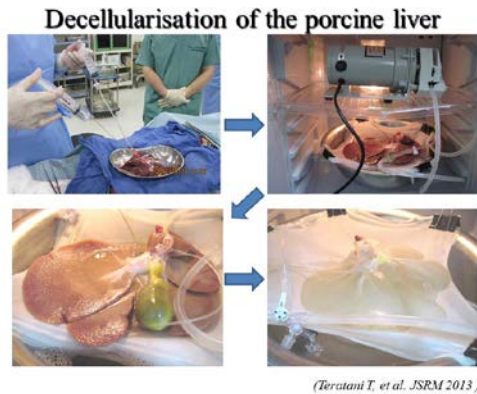 Decellularisation of the porcine liver
(Teratani T, et al. JSRM 2013 )